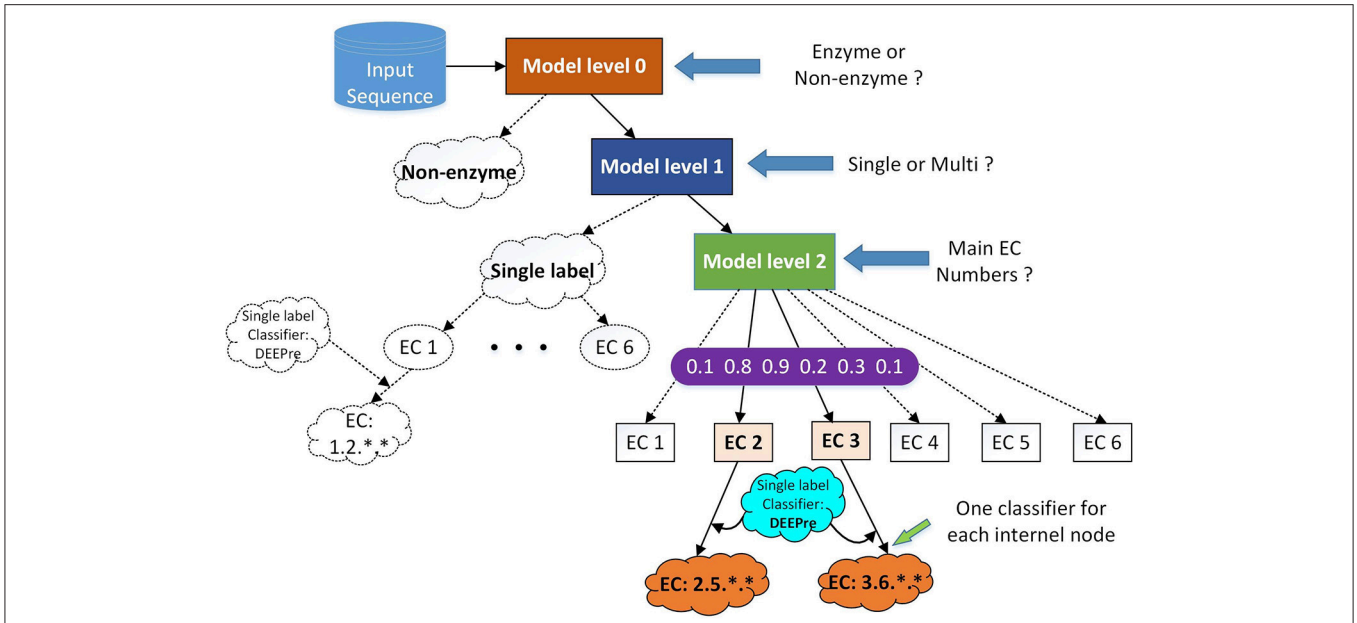 Input
Sequence
Model level 0
Enzyme or
Non-enzyme ?
Non-enzyme
Model level 1
Single or Multi ?
Single label
Model level 2
Main EC
Numbers ?
Single label
Classifier:
DEEPre
EC 1
• • •
EC 6
0.1 0.8 0.9 0.2 0.3 0.1
EC:
1.2.*.*
EC 1
EC 2
EC 3
EC 4
EC 5
EC 6
Single label
Classifier:
DEEPre
One classifier for
each internal node
EC: 2.5.*.*
EC: 3.6.*.*